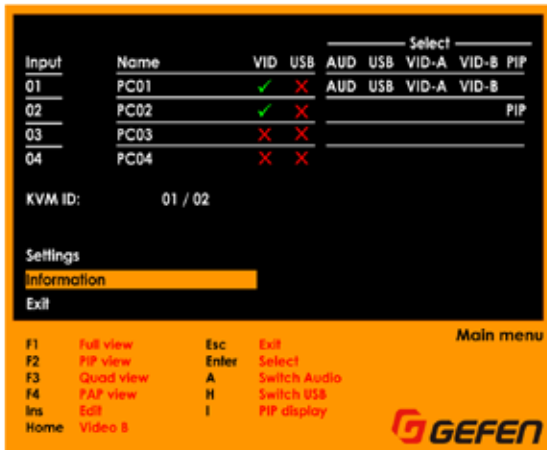 Select
Input Name VID USB AUD USB VID-A VID-B PIP
01 PC01 ✓ X AUD USB VID-A VID-B
02 PC02 ✓ X PIP
03 PC03 X X
04 PC04 X X
KVM ID: 01 / 02
Settings
Information
Exit
Main menu
F1 Full view Esc Exit
F2 PIP view Enter Select
F3 Quad view A Switch Audio
F4 PAP view H Switch USB
Ins Edit I PIP display
Home Video B
GEFEN